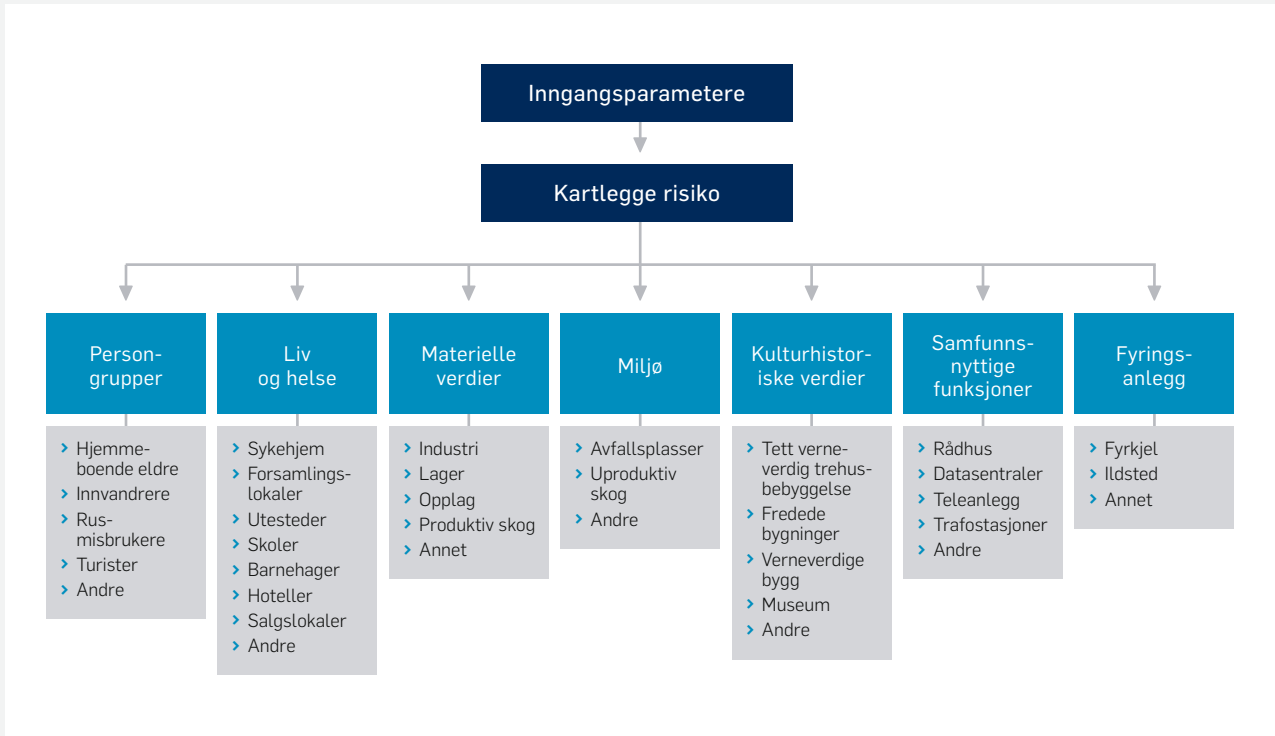 Inngangsparametere
Kartlegge risiko
Person-
grupper
Hjemme-
boende eldre
Innvandrere
Rus-
misbrukere
Turister
Andre
Liv
og helse
Sykehjem
Forsamlings-
lokaler
Utesteder
Skoler
Barnehager
Hoteller
Salgslokaler
Andre
Materielle
verdier
Industri
Lager
Opplag
Produktiv skog
Annet
Miljø
Avfallsplasser
Uproduktiv
skog
Andre
Kulturhistor-
iske verdier
Tett verne-
verdig trehus-
bebyggelse
Fredede
bygninger
Verneverdige
bygg
Museum
Andre
Samfunns-
nyttige
funksjoner
Rådhus
Datasentraler
Teleanlegg
Trafostasjoner
Andre
Fyrings-
anlegg
Fyrkjel
Ildsted
Annet